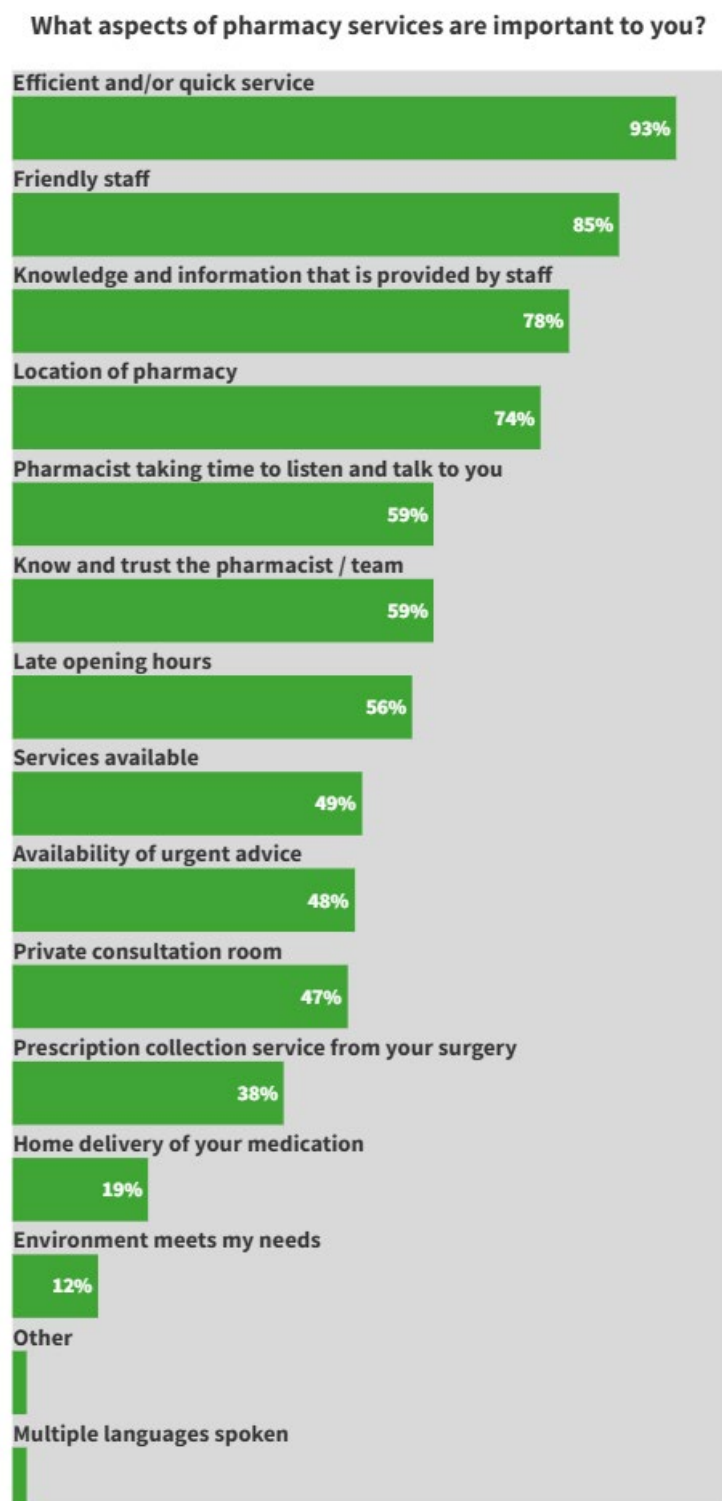 What aspects of pharmacy services are important to you?
Efficient and/or quick service
93%
Friendly staff
85%
Knowledge and information that is provided by staff
78%
Location of pharmacy
74%
Pharmacist taking time to listen and talk to you
59%
Know and trust the pharmacist / team
59%
Late opening hours
56%
Services available
49%
Availability of urgent advice
48%
Private consultation room
47%
Prescription collection service from your surgery
38%
Home delivery of your medication
19%
Environment meets my needs
12%
Other
Multiple languages spoken